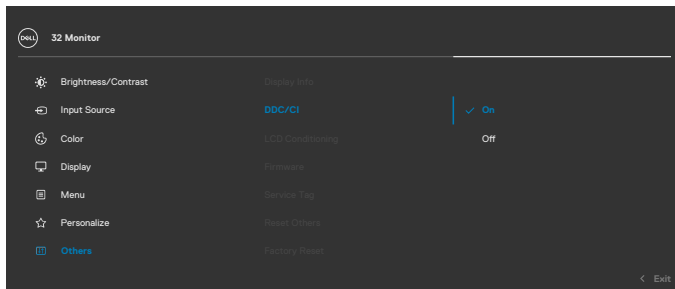 DELL 32 Monitor
Brightness/Contrast Display Info
Input Source DDC/CI On
Color LCD Conditioning Off
Display Firmware
Menu Service Tag
Personalize Reset Others
Others Factory Reset
Exit